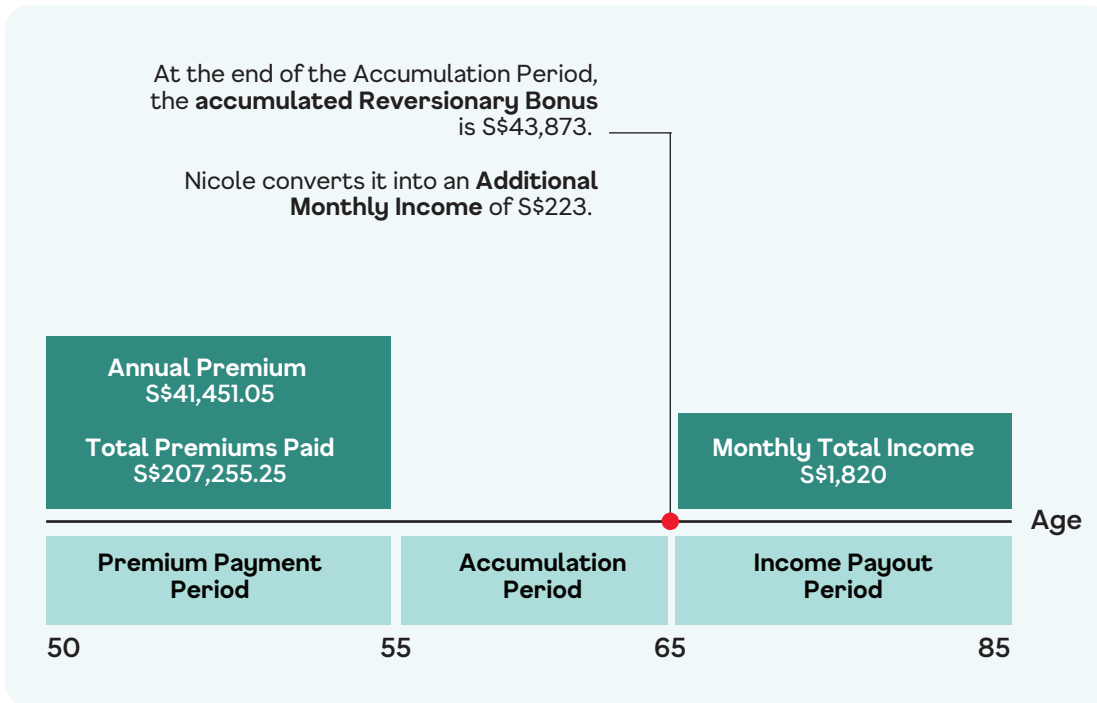 At the end of the Accumulation Period,
the accumulated Reversionary Bonus
is S$43,873.
Nicole converts it into an Additional
Monthly Income of S$223.
Annual Premium
S$41,451.05
Total Premiums Paid
S$207,255.25
Monthly Total Income
S$1,820
Age
Premium Payment
Period
Accumulation
Period
Income Payout
Period
50
55
65
85